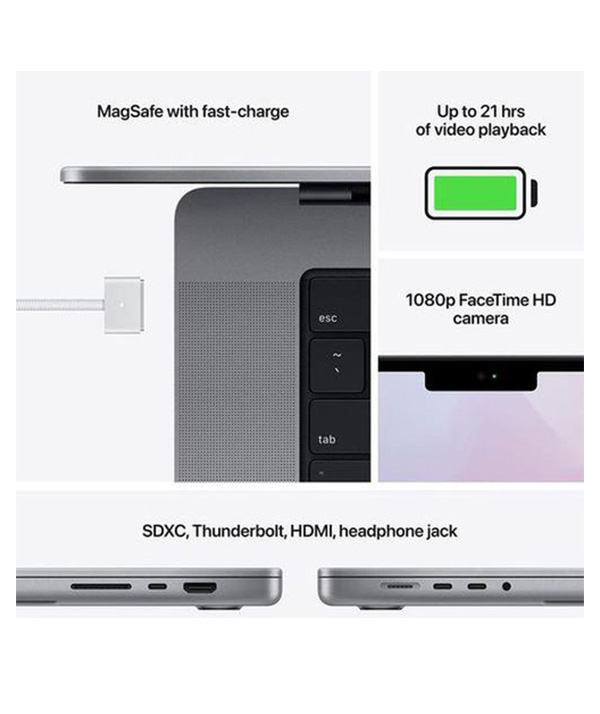 MagSafe with fast-charge
Up to 21 hrs
of video playback
1080p FaceTime HD
camera
esc
~
`
tab
SDXC, Thunderbolt, HDMI, headphone jack